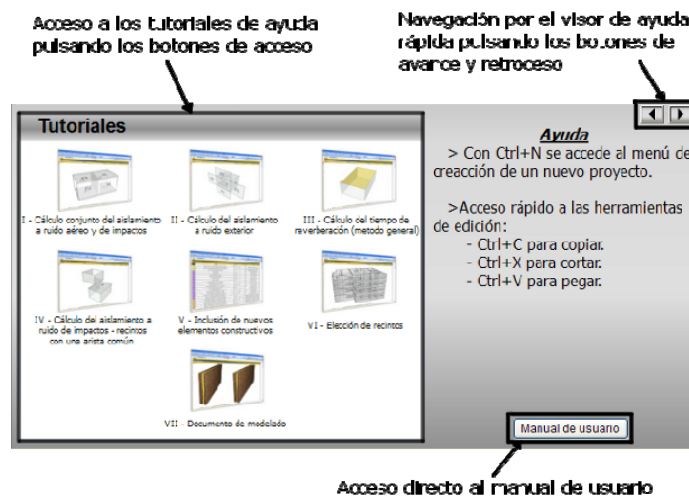 Acceso a los tutoriales de ayuda
pulsando los botones de acceso
Navegación por el visor de ayuda
rápida pulsando los botones de
avance y retroceso
Tutoriales
I - Cálculo conjunto del aislamiento
a ruido aéreo y de impactos
II - Cálculo del aislamiento
a ruido exterior
III - Cálculo del tiempo de
reverberación (metodo general)
IV - Cálculo del aislamiento a
ruido de impactos - recintos
con una arista común
V - Inclusión de nuevos
elementos constructivos
VI - Elección de recintos
VII - Documento de modelado
Ayuda
> Con Ctrl+N se accede al menú de
creacción de un nuevo proyecto.
>Acceso rápido a las herramientas
de edición:
- Ctrl+C para copiar.
- Ctrl+X para cortar.
- Ctrl+V para pegar.
Manual de usuario
Acceso directo al manual de usuario